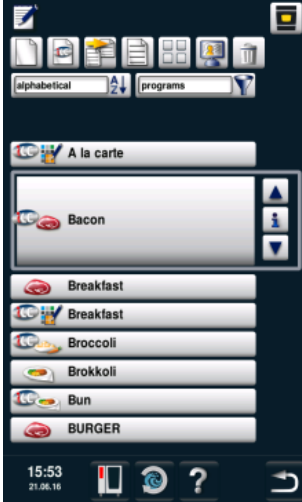 alphabetical A Z programs
A la carte
Bacon
i
Breakfast
Breakfast
Broccoli
Brokkoli
Bun
BURGER
15:53 ?
21.06.16